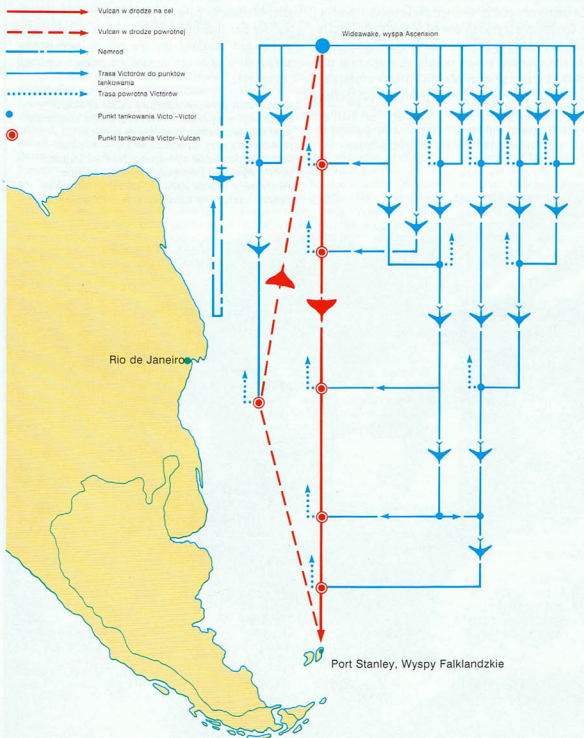 Vulcan w drodze na cel
Vulcan w drodze powrotnej
Nemrod
Trasa Victorów do punktów
tankowania
Trasa powrotna Victorów
Punkt tankowania Victo -Victor
Punkt tankowania Victor-Vulcan
Wideawake, wyspa Ascension
Rio de Janeiro
Port Stanley, Wyspy Falklandzkie